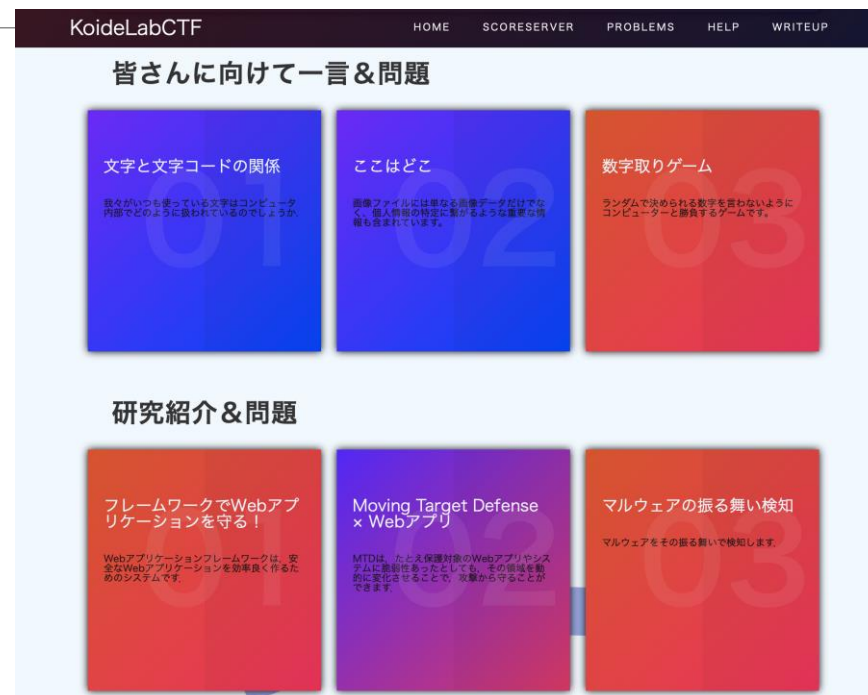 KoideLabCTF
HOME SCORESERVER PROBLEMS HELP WRITEUP
皆さんに向けて一言＆問題
01
文字と文字コードの関係
我々がいつも使っている文字はコンピュータ
内部でどのように扱われているのでしょうか.
02
ここはどこ
画像ファイルには単なる画像データだけでな
く, 個人情報の特定に繋がるような重要な情
報も含まれています.
03
数字取りゲーム
ランダムで決められる数字を言わないように
コンピューターと勝負するゲームです。
研究紹介＆問題
01
フレームワークでWebアプ
リケーションを守る！
Webアプリケーションフレームワークは, 安
全なWebアプリケーションを効率良く作るた
めのシステムです.
02
Moving Target Defense
× Webアプリ
MTDは, たとえ保護対象のWebアプリやシス
テムに脆弱性あったとしても, その領域を動
的に変化させることで, 攻撃から守ることが
できます.
03
マルウェアの振る舞い検知
マルウェアをその振る舞いで検知します.